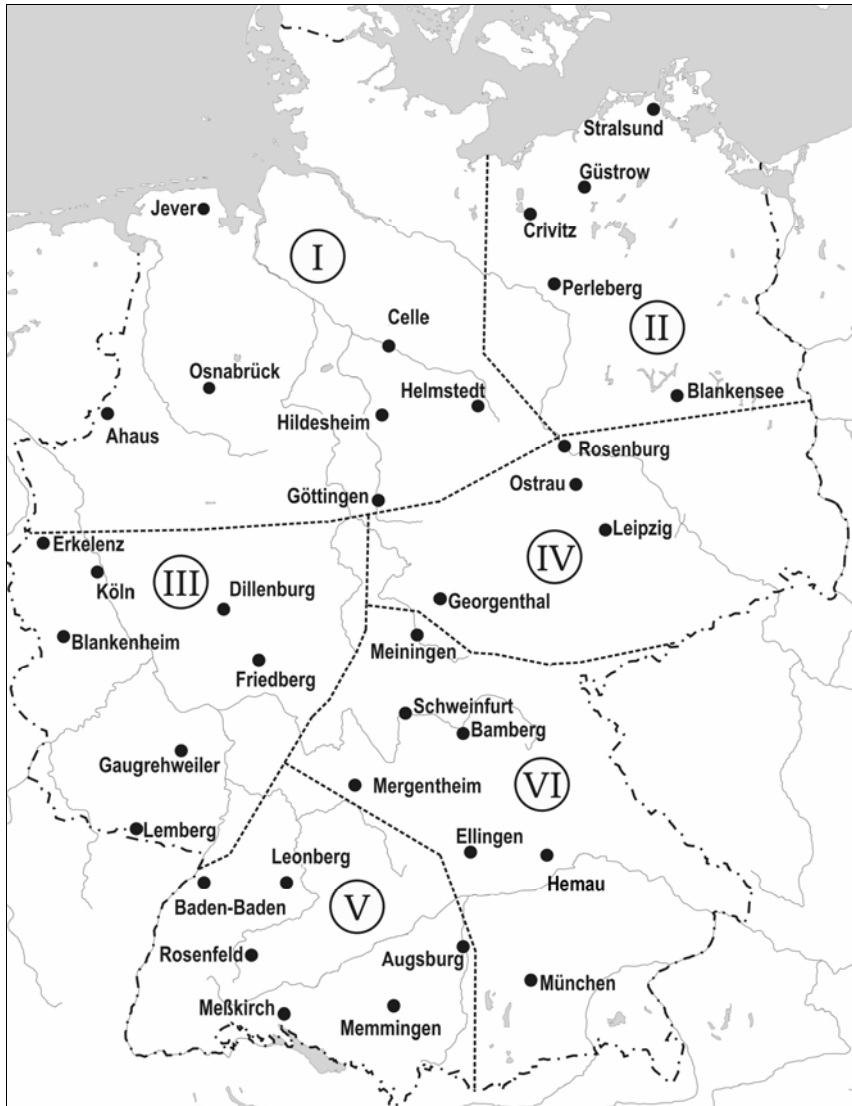 Stralsund
Güstrow
Jever
Crivitz
I
Perleberg
II
Celle
Osnabrück
Helmstedt
Blankensee
Ahaus
Hildesheim
Rosenburg
Ostrau
Göttingen
Leipzig
Erkelenz
IV
Köln
III
Dillenburg
Georgenthal
Blankenheim
Meiningen
Friedberg
Schweinfurt
Bamberg
Gaugrehweiler
Mergentheim
VI
Lemberg
Ellingen
Leonberg
Hemau
Baden-Baden
V
Rosenfeld
Augsburg
München
Meßkirch
Memmingen